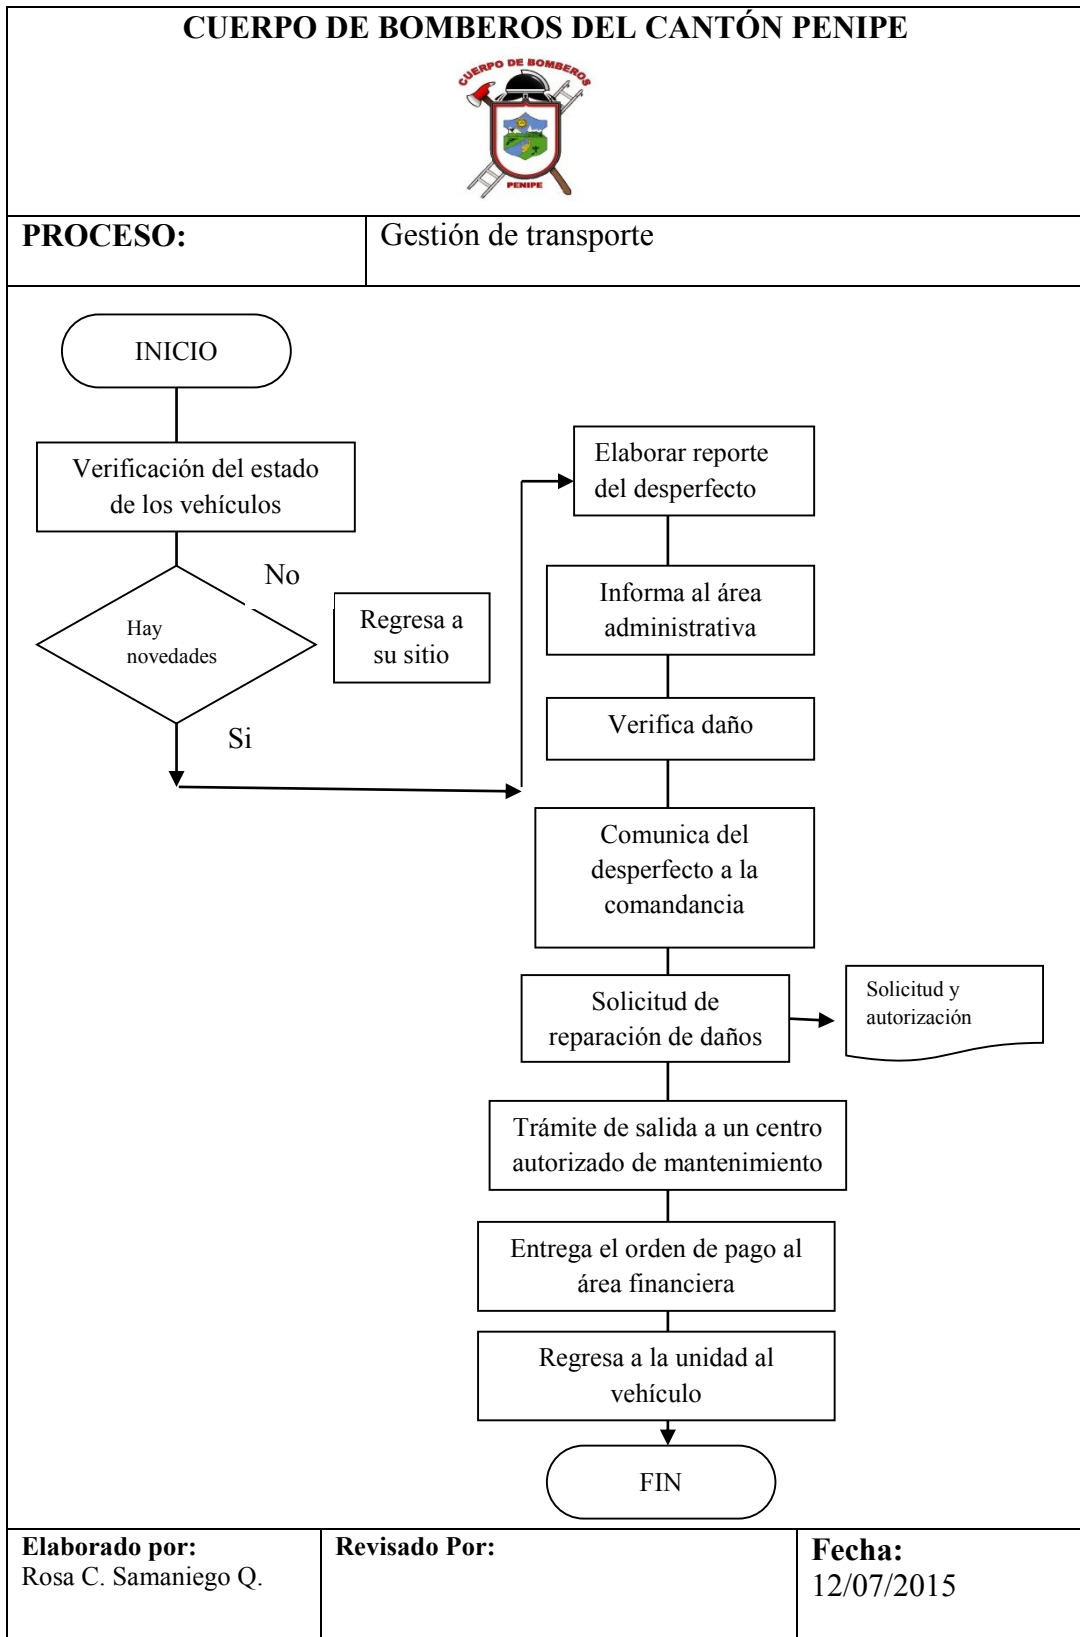 CUERPO DE BOMBEROS DEL CANTÓN PENIPE
CUERPO DE BOMBEROS
PENIPE
PROCESO:
Gestión de transporte
INICIO
Verificación del estado
de los vehículos
Hay
novedades
No
Regresa a
su sitio
Si
Elaborar reporte
del desperfecto
Informa al área
administrativa
Verifica daño
Comunica del
desperfecto a la
comandancia
Solicitud de
reparación de daños
Solicitud y
autorización
Trámite de salida a un centro
autorizado de mantenimiento
Entrega el orden de pago al
área financiera
Regresa a la unidad al
vehículo
FIN
Elaborado por:
Rosa C. Samaniego Q.
Revisado Por:
Fecha:
12/07/2015